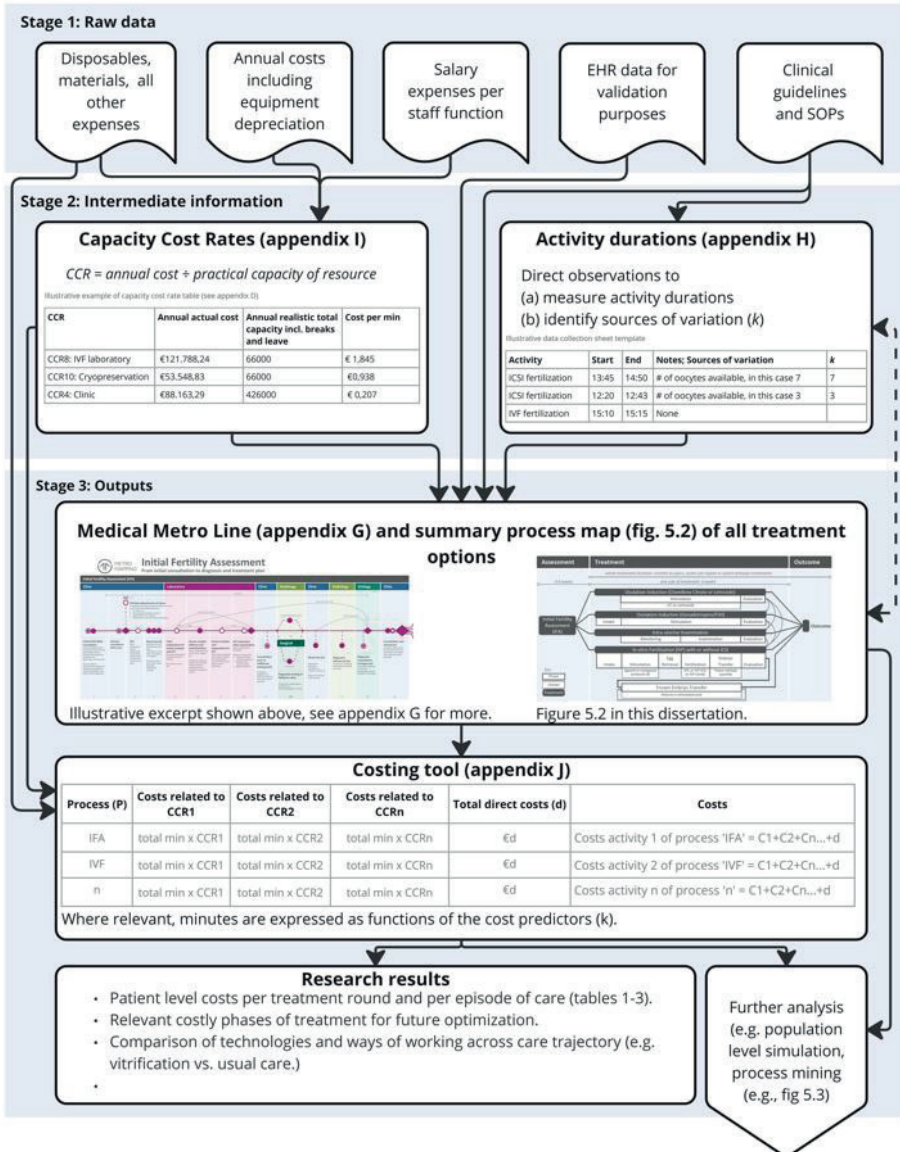 Stage 1: Raw data
Disposables,
materials, all
other
expenses
Annual costs
including
equipment
depreciation
Salary
expenses per
staff function
EHR data for
validation
purposes
Clinical
guidelines
and SOPs
Stage 2: Intermediate information
Capacity Cost Rates (appendix I)
CCR = annual cost ÷ practical capacity of resource
Illustrative example of capacity cost rate table (see appendix D)
CCR Annual actual cost Annual realistic total Cost per min
capacity incl. breaks
and leave
CCR8: IVF laboratory €121.788,24 66000 € 1,845
CCR10: Cryopreservation €53.548,83 66000 €0,938
CCR4: Clinic €88.163,29 426000 € 0,207
Activity durations (appendix H)
Direct observations to
(a) measure activity durations
(b) identify sources of variation (k)
Illustrative data collection sheet template
Activity Start End Notes; Sources of variation k
ICSI fertilization 13:45 14:50 # of oocytes available, in this case 7 7
ICSI fertilization 12:20 12:43 # of oocytes available, in this case 3 3
IVF fertilization 15:10 15:15 None
Stage 3: Outputs
Medical Metro Line (appendix G) and summary process map (fig. 5.2) of all treatment
options
METRO
MAPPING
Initial Fertility Assessment
From initial consultation to diagnosis and treatment plan
Assessment Treatment Outcome
Illustrative excerpt shown above, see appendix G for more.
Figure 5.2 in this dissertation.
Costing tool (appendix J)
Process (P) Costs related to Costs related to Costs related to Total direct costs (d) Costs
CCR1 CCR2 CCRn
IFA total min x CCR1 total min x CCR2 total min x CCRn €d Costs activity 1 of process 'IFA' = C1+C2+Cn...+d
IVF total min x CCR1 total min x CCR2 total min x CCRn €d Costs activity 2 of process 'IVF' = C1+C2+Cn...+d
n total min x CCR1 total min x CCR2 total min x CCRn €d Costs activity n of process 'n' = C1+C2+Cn...+d
Where relevant, minutes are expressed as functions of the cost predictors (k).
Research results
• Patient level costs per treatment round and per episode of care (tables 1-3).
• Relevant costly phases of treatment for future optimization.
• Comparison of technologies and ways of working across care trajectory (e.g.
vitrification vs. usual care.)
•
Further analysis
(e.g. population
level simulation,
process mining
(e.g., fig 5.3)